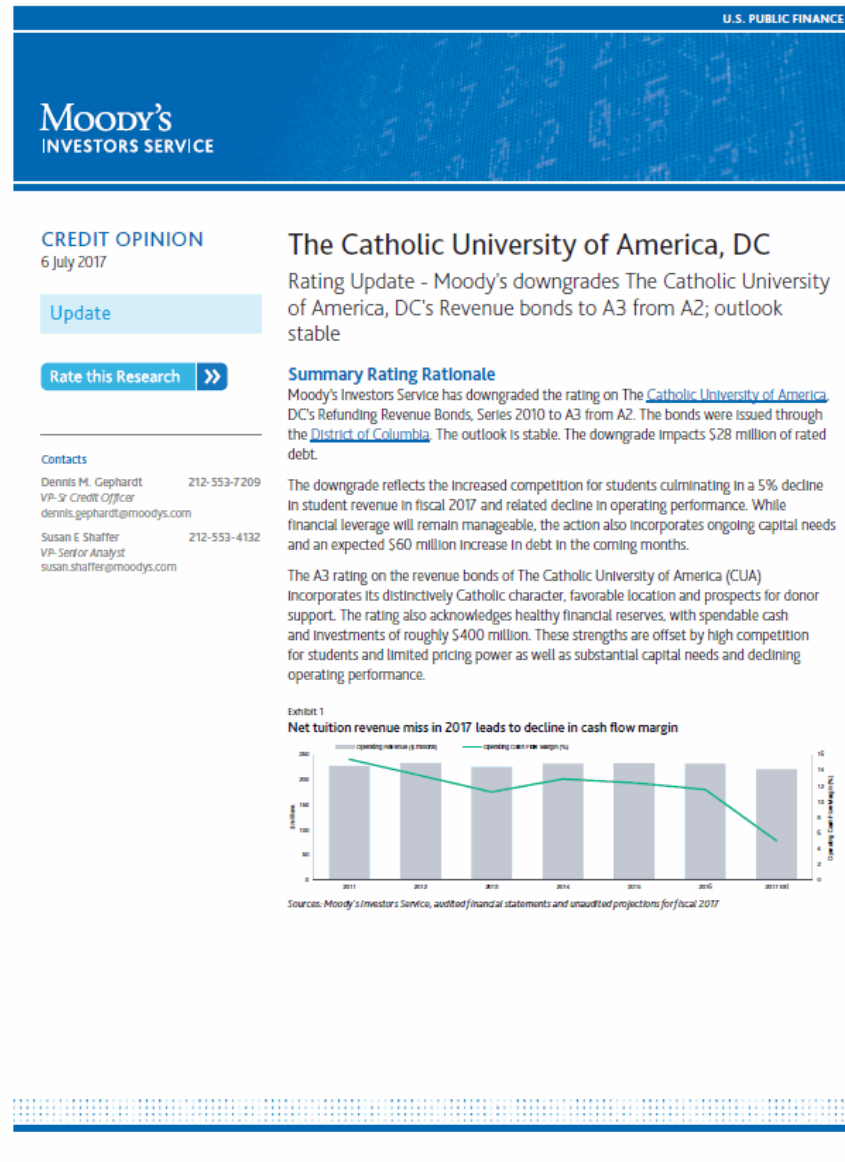 U.S. PUBLIC FINANCE
MOODY'S
INVESTORS SERVICE
CREDIT OPINION
6 July 2017
Update
Rate this Research
Contacts
Dennis M. Gephardt 212-553-7209
VP-Sr Credit Officer
dennis.gephardt@moodys.com
Susan E Shaffer 212-553-4132
VP-Senior Analyst
susan.shaffer@moodys.com
The Catholic University of America, DC
Rating Update - Moody's downgrades The Catholic University
of America, DC's Revenue bonds to A3 from A2; outlook
stable
Summary Rating Rationale
Moody's Investors Service has downgraded the rating on The Catholic University of America,
DC's Refunding Revenue Bonds, Series 2010 to A3 from A2. The bonds were issued through
the District of Columbia. The outlook is stable. The downgrade impacts $28 million of rated
debt.
The downgrade reflects the increased competition for students culminating in a 5% decline
in student revenue in fiscal 2017 and related decline in operating performance. While
financial leverage will remain manageable, the action also incorporates ongoing capital needs
and an expected $60 million increase in debt in the coming months.
The A3 rating on the revenue bonds of The Catholic University of America (CUA)
incorporates its distinctively Catholic character, favorable location and prospects for donor
support. The rating also acknowledges healthy financial reserves, with spendable cash
and investments of roughly $400 million. These strengths are offset by high competition
for students and limited pricing power as well as substantial capital needs and declining
operating performance.
Exhibit 1
Net tuition revenue miss in 2017 leads to decline in cash flow margin
Operating Revenue ($ millions) Operating Cash Flow Margin (%)
250
200
150
100
50
0
$ millions
16
14
12
10
8
6
4
2
0
Operating Cash Flow Margin (%)
2011 2012 2013 2014 2015 2016 2017
Sources: Moody's Investors Service, audited financial statements and unaudited projections for fiscal 2017